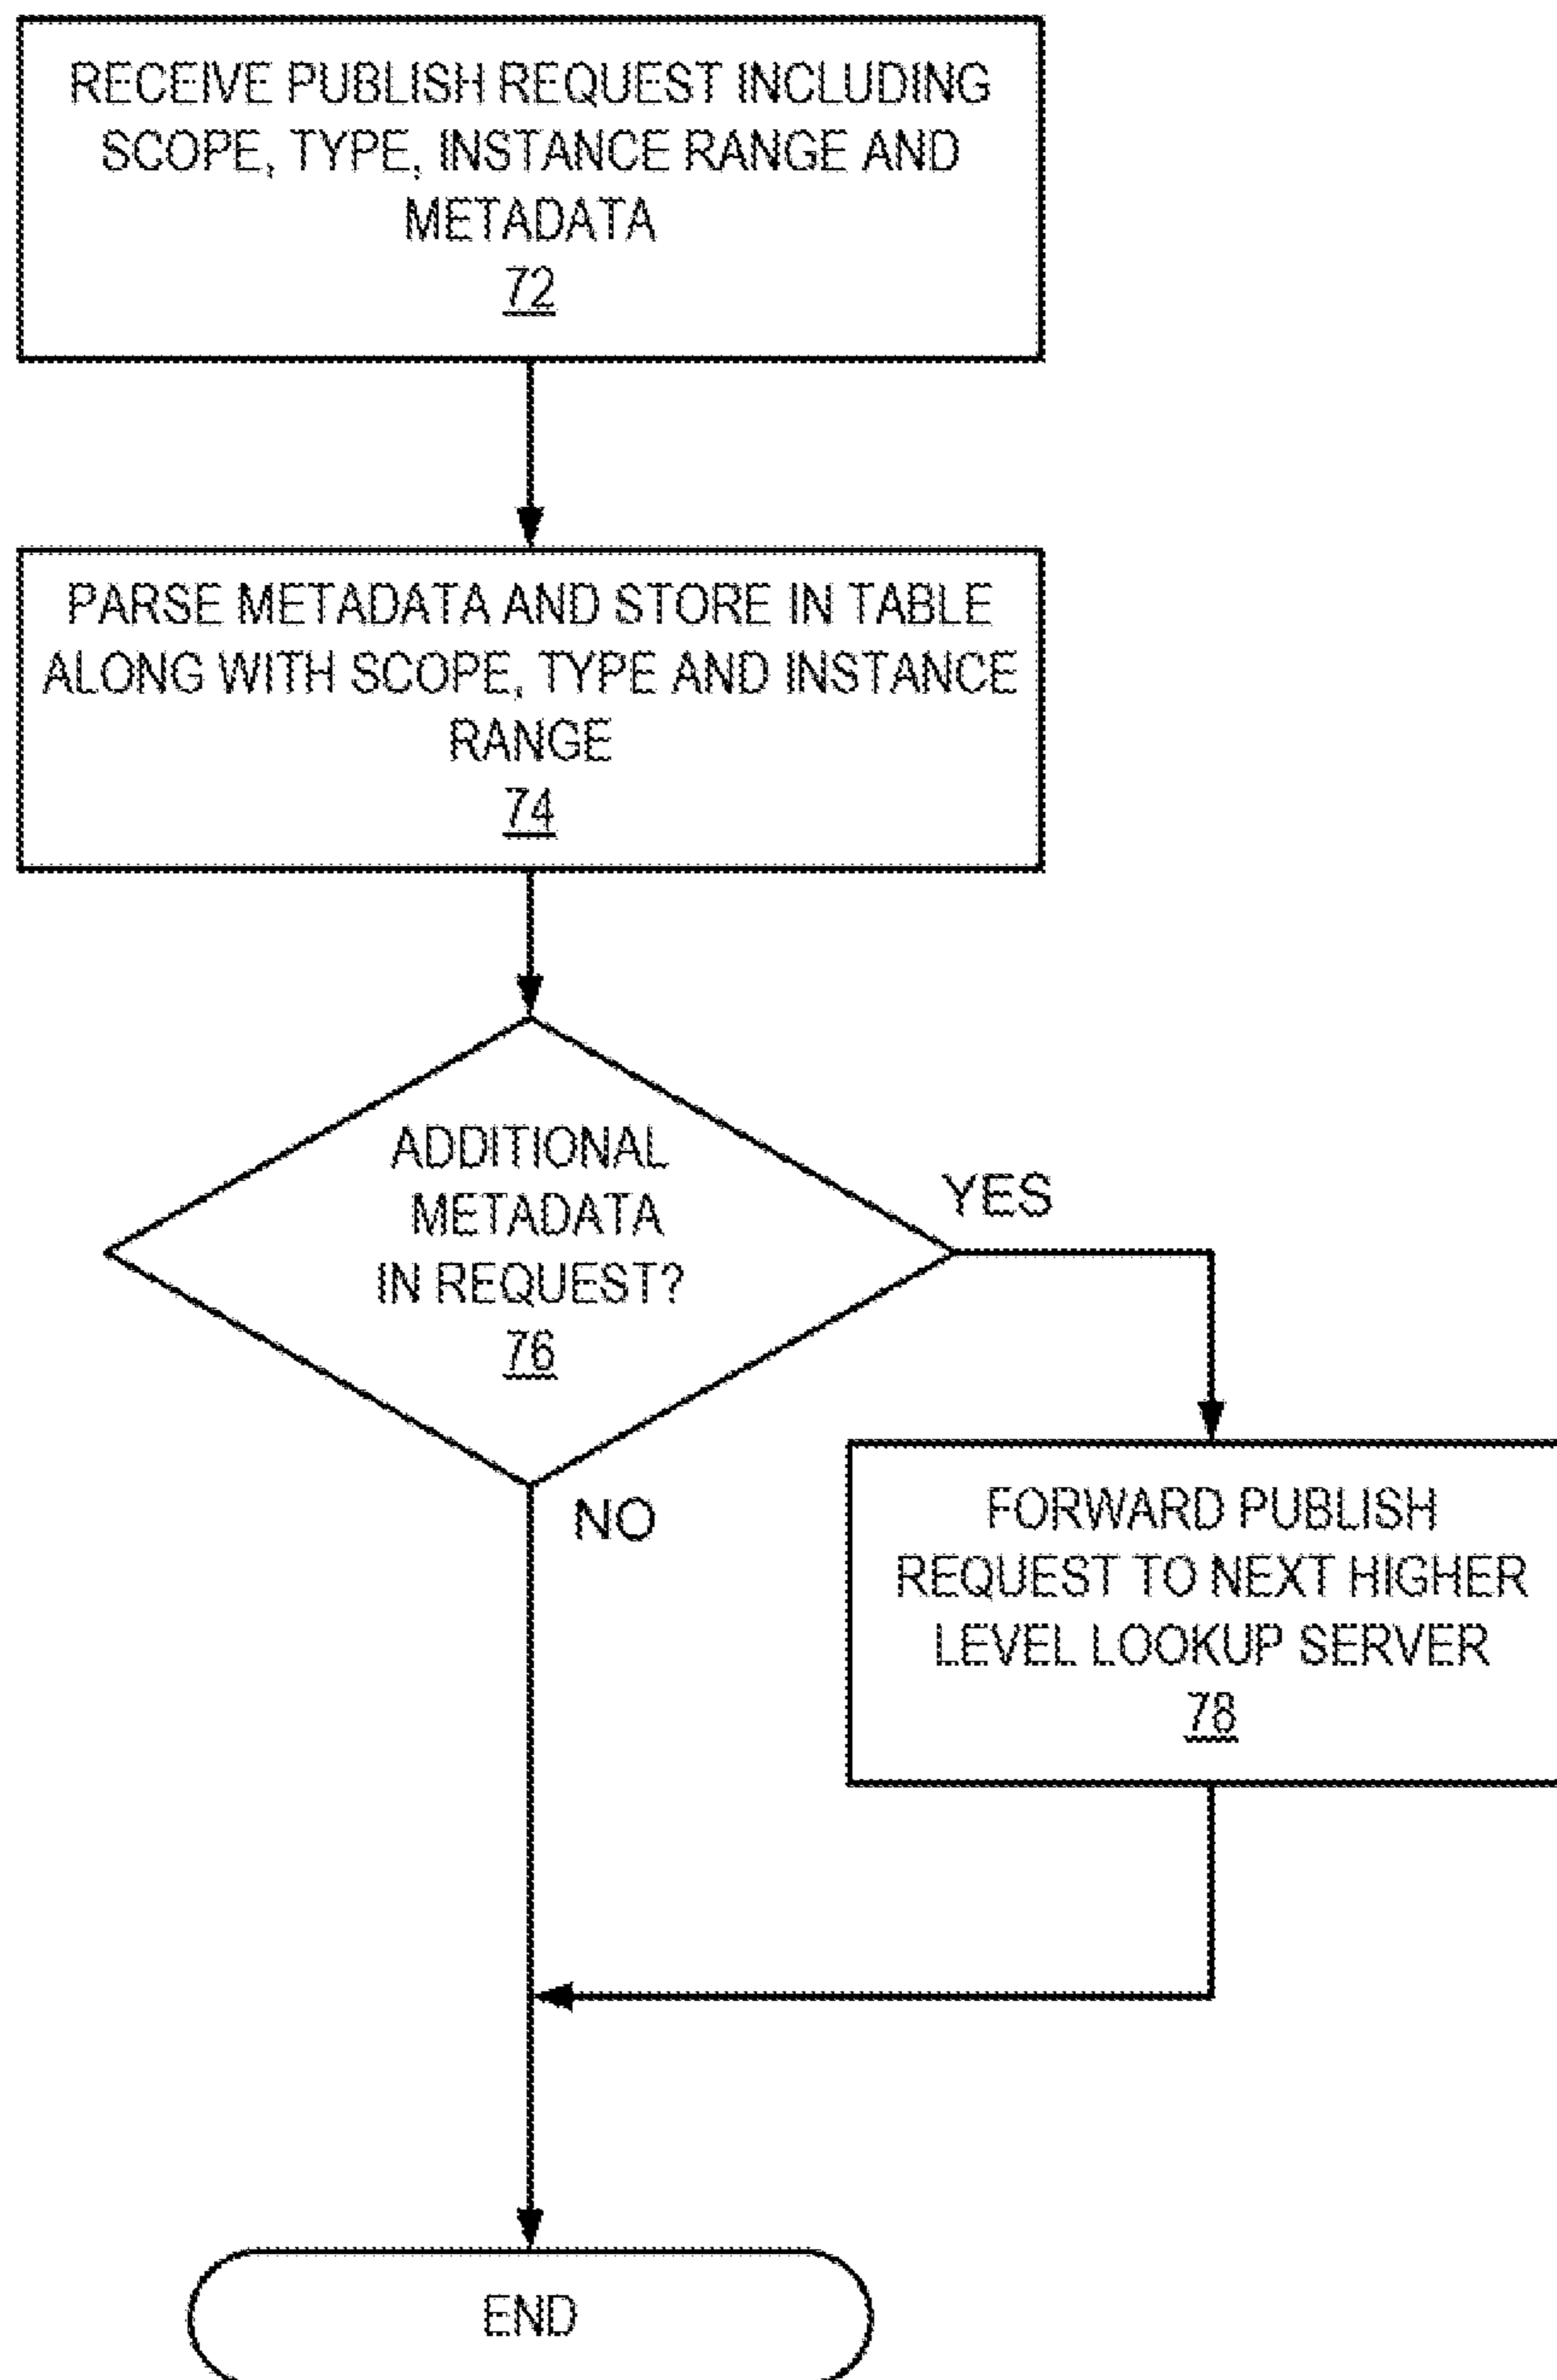 RECEIVE PUBLISH REQUEST INCLUDING
SCOPE, TYPE, INSTANCE RANGE AND
METADATA
72
PARSE METADATA AND STORE IN TABLE
ALONG WITH SCOPE, TYPE AND INSTANCE
RANGE
74
ADDITIONAL
METADATA
IN REQUEST?
76
YES
NO
FORWARD PUBLISH
REQUEST TO NEXT HIGHER
LEVEL LOOKUP SERVER
78
END